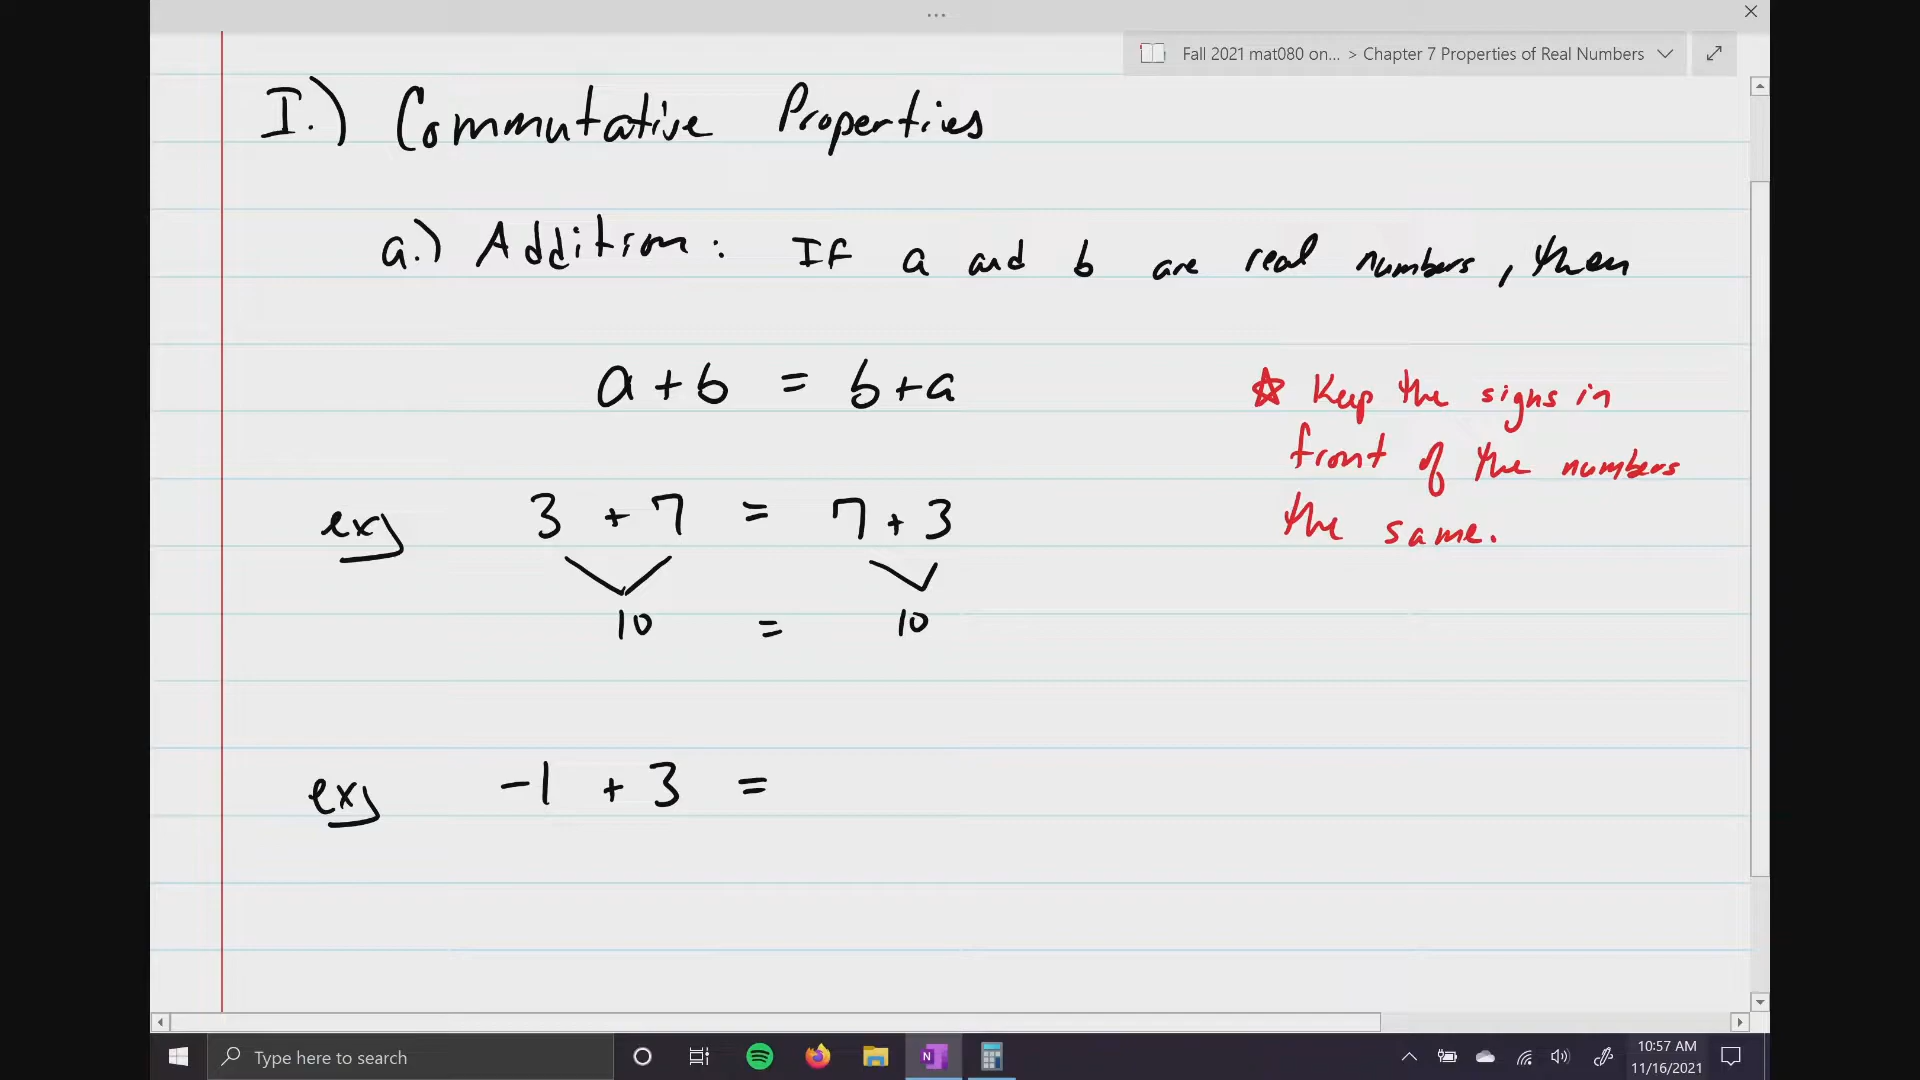 ...
Fall 2021 mat080 on... > Chapter 7 Properties of Real Numbers
I.) Commutative Properties
a.) Addition : If a and b are real numbers, then
a + b = b + a
☆ Keep the signs in
front of the numbers
the same.
ex) 3 + 7 = 7 + 3
10 = 10
ex) -1 + 3 =
Type here to search
N
10:57 AM
11/16/2021